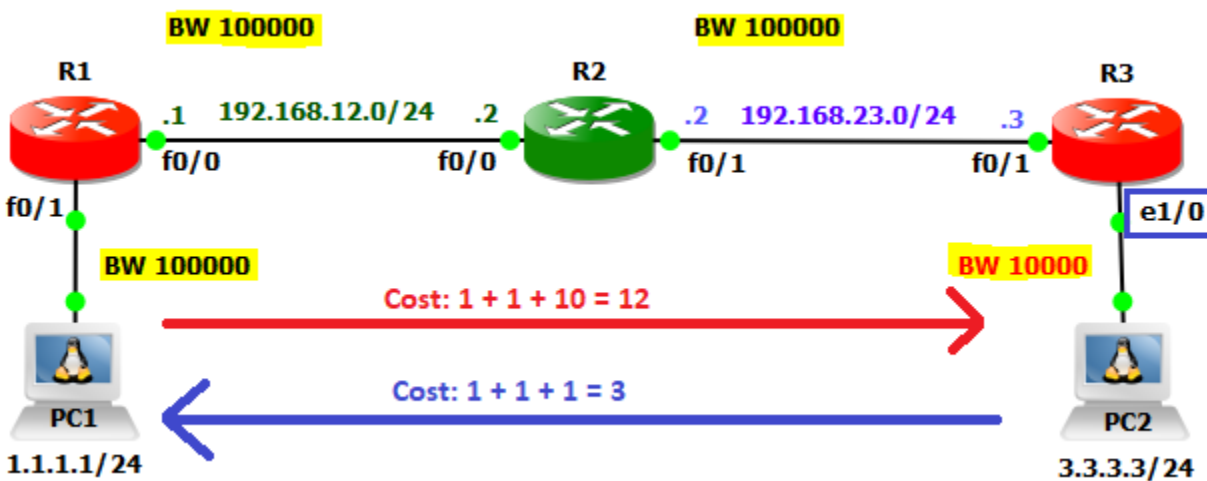 BW 100000
BW 100000
R1
R2
R3
.1
192.168.12.0/24
.2
.2
192.168.23.0/24
.3
f0/0
f0/0
f0/1
f0/1
f0/1
e1/0
BW 100000
BW 10000
Cost: 1 + 1 + 10 = 12
Cost: 1 + 1 + 1 = 3
PC1
PC2
1.1.1.1/24
3.3.3.3/24